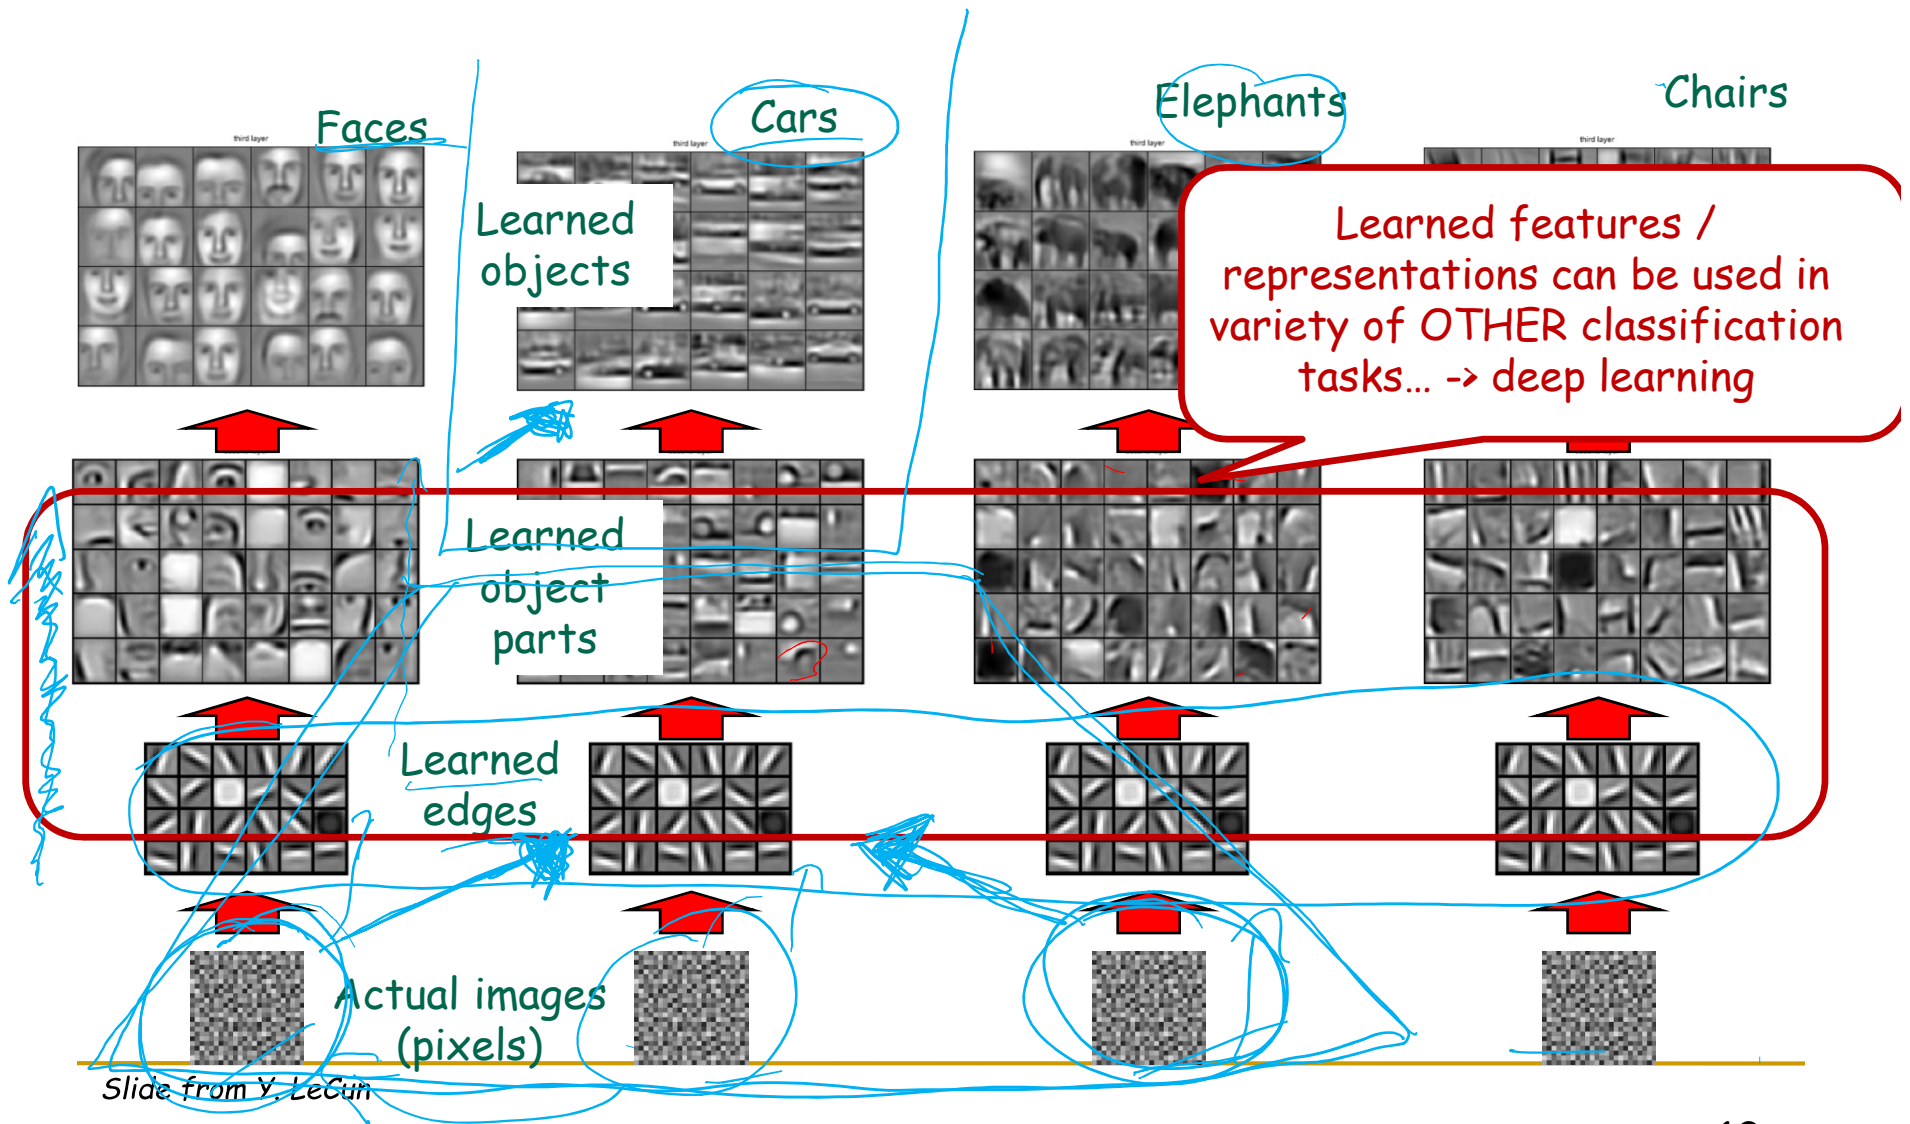 Faces
Cars
Elephants
Chairs
third layer
third layer
third layer
third layer
Learned
objects
Learned features /
representations can be used in
variety of OTHER classification
tasks... -> deep learning
Learned
object
parts
Learned
edges
Actual images
(pixels)
Slide from Y. LeCun